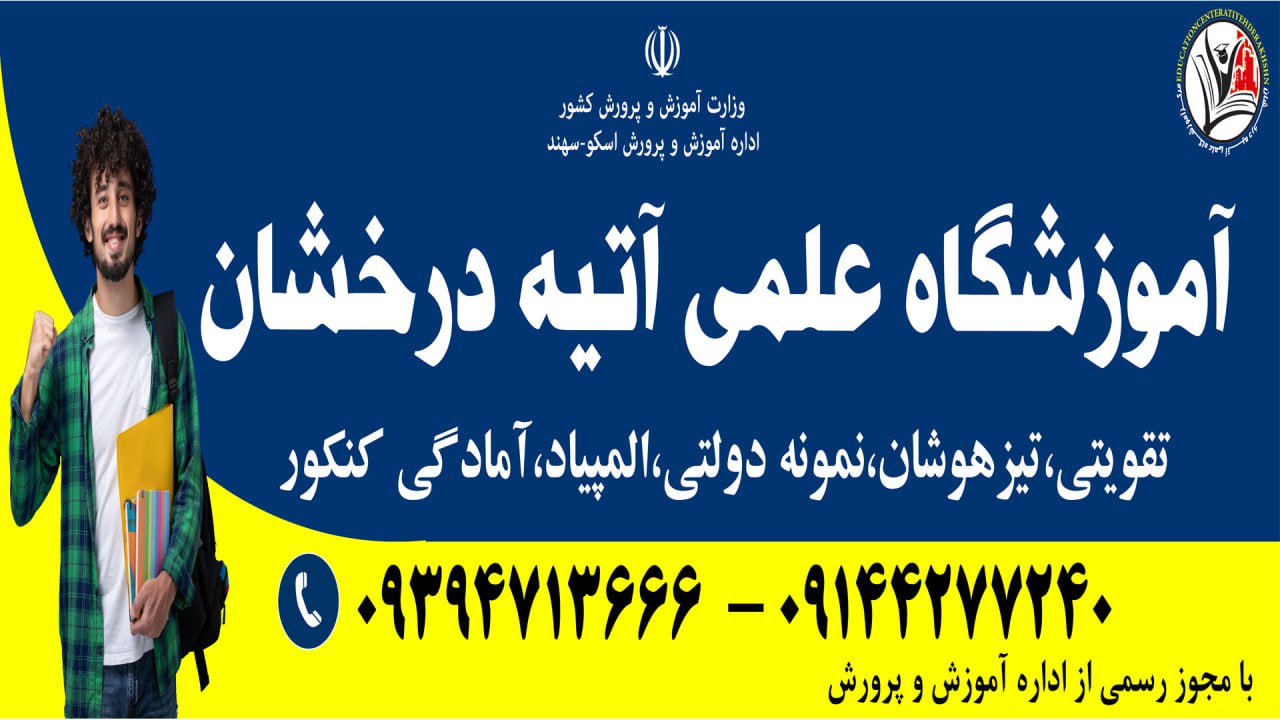 وزارت آموزش و پرورش کشور
اداره آموزش و پرورش اسکو-سهند
EDUCATIONCENTERATIYEHDERAKHSHN
آموزشگاه علمی آتیه درخشان
تقویتی،تیزهوشان،نمونه دولتی،المپیاد،آمادگی کنکور
۰۹۳۹۴۷۱۳۶۶۶ – ۰۹۱۴۴۲۷۷۲۴۰
با مجوز رسمی از اداره آموزش و پرورش